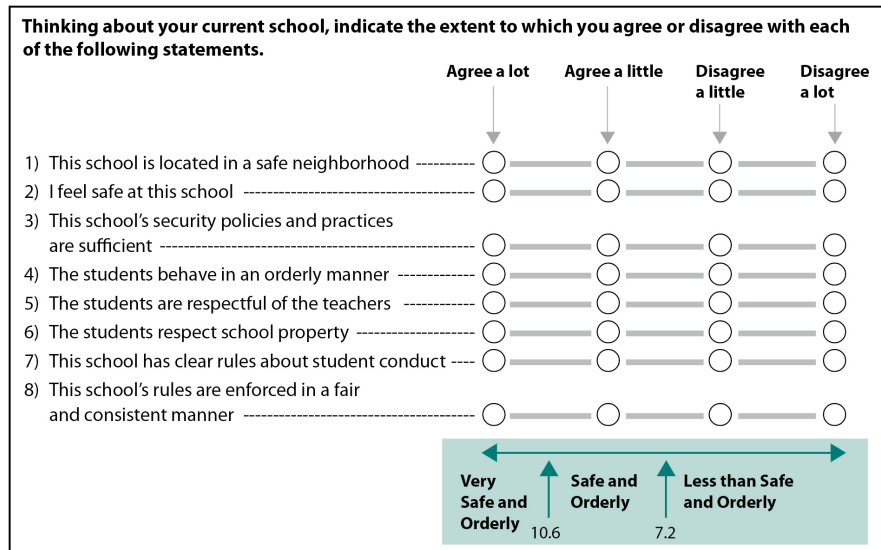 Thinking about your current school, indicate the extent to which you agree or disagree with each
of the following statements.
Agree a lot Agree a little Disagree a little Disagree a lot
1) This school is located in a safe neighborhood ----------
2) I feel safe at this school ---------------------------------------
3) This school’s security policies and practices
are sufficient -----------------------------------------------------
4) The students behave in an orderly manner -------------
5) The students are respectful of the teachers --------------
6) The students respect school property --------------------
7) This school has clear rules about student conduct ----
8) This school’s rules are enforced in a fair
and consistent manner ---------------------------------------
Very Safe and Orderly Safe and Orderly Less than Safe and Orderly
10.6 7.2